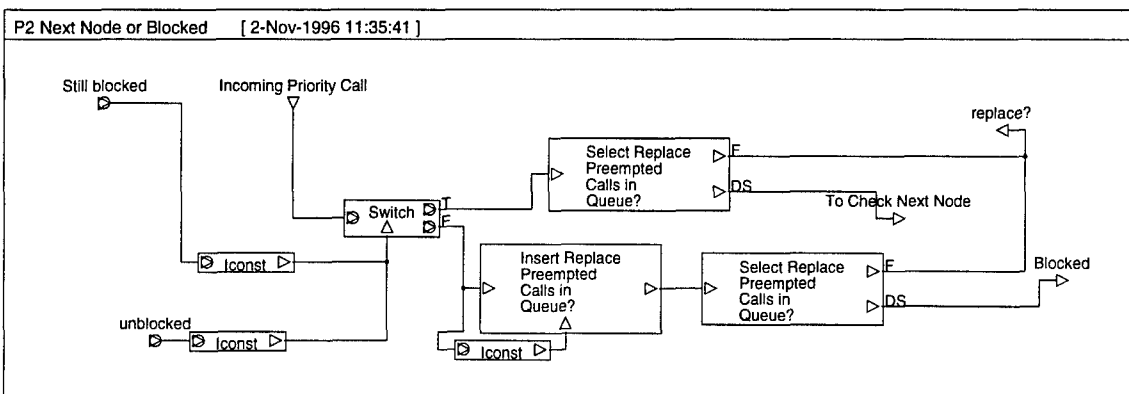 P2 Next Node or Blocked [ 2-Nov-1996 11:35:41 ]
Still blocked
Incoming Priority Call
replace?
Select Replace
Preempted
Calls in
Queue?
F
DS
To Check Next Node
Switch
T
F
Iconst
Insert Replace
Preempted
Calls in
Queue?
Select Replace
Preempted
Calls in
Queue?
F
DS
Blocked
unblocked
Iconst
Iconst